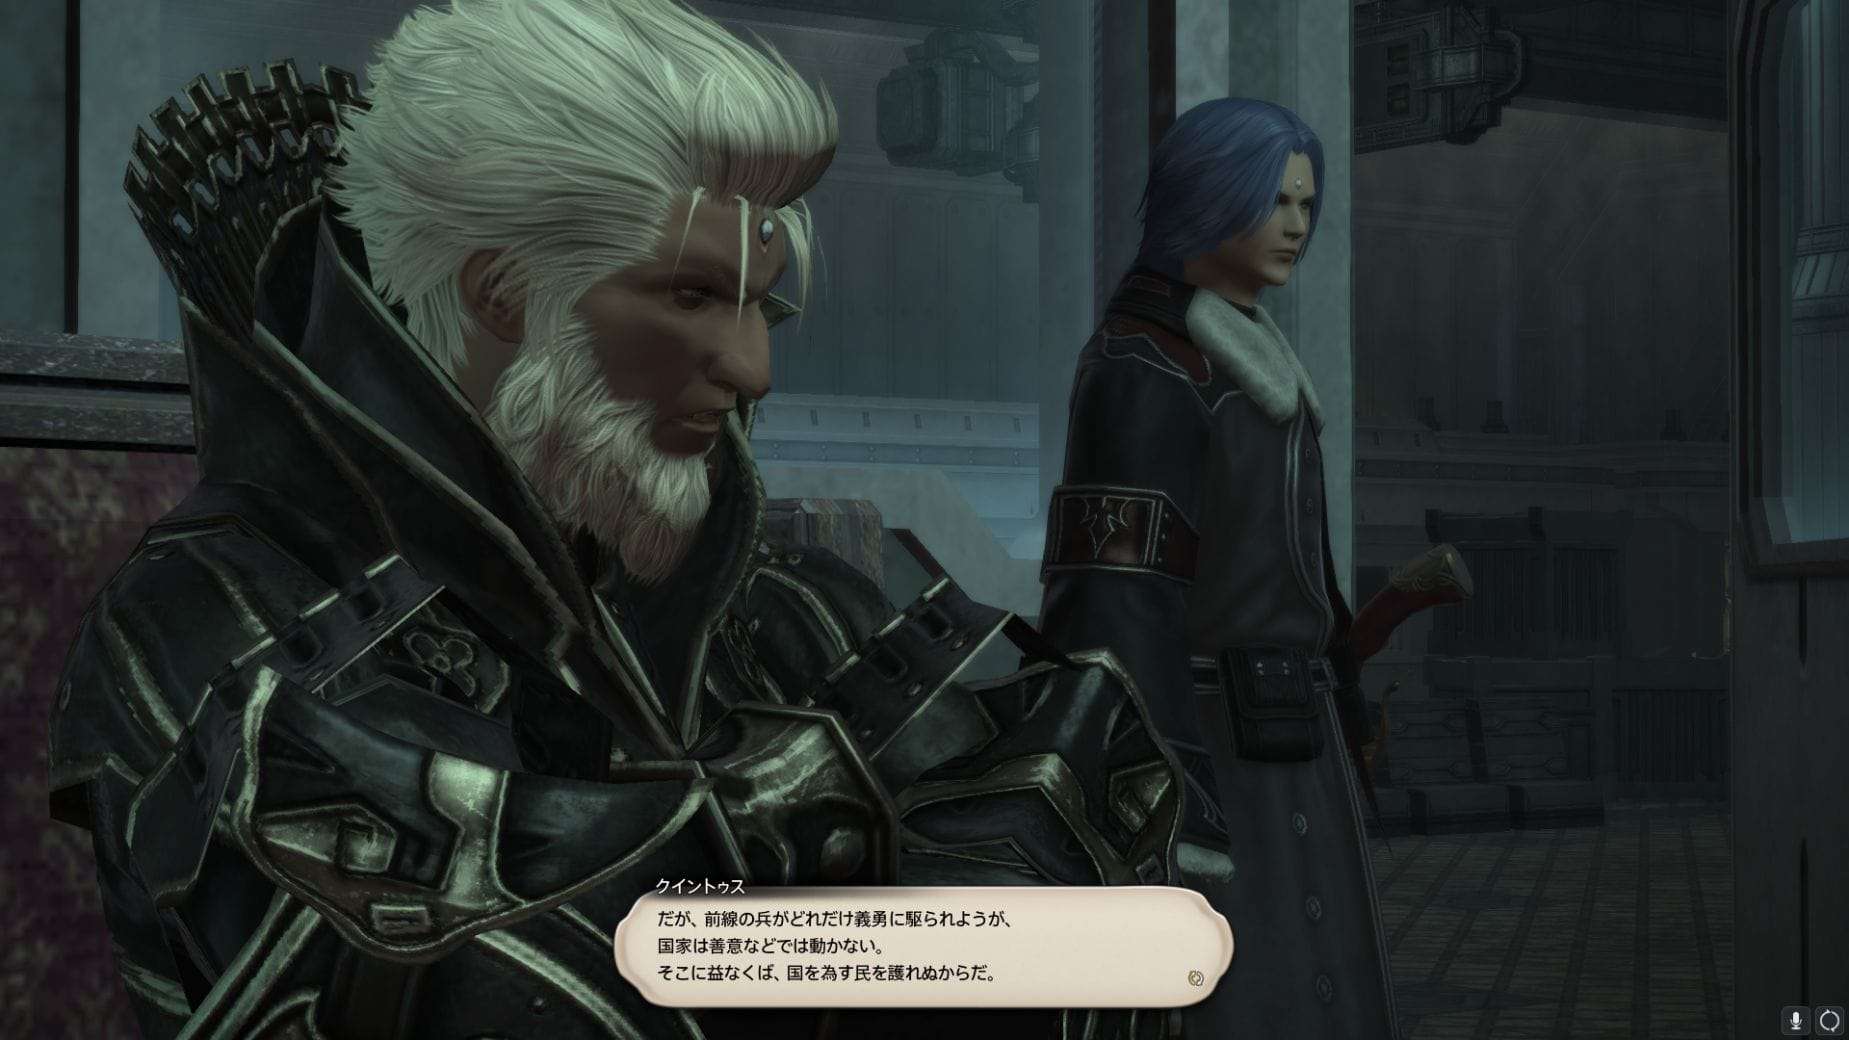 クイントゥス
だが、前線の兵がどれだけ義勇に駆られようが、
国家は善意などでは動かない。
そこに益なくば、国を為す民を護れぬからだ。